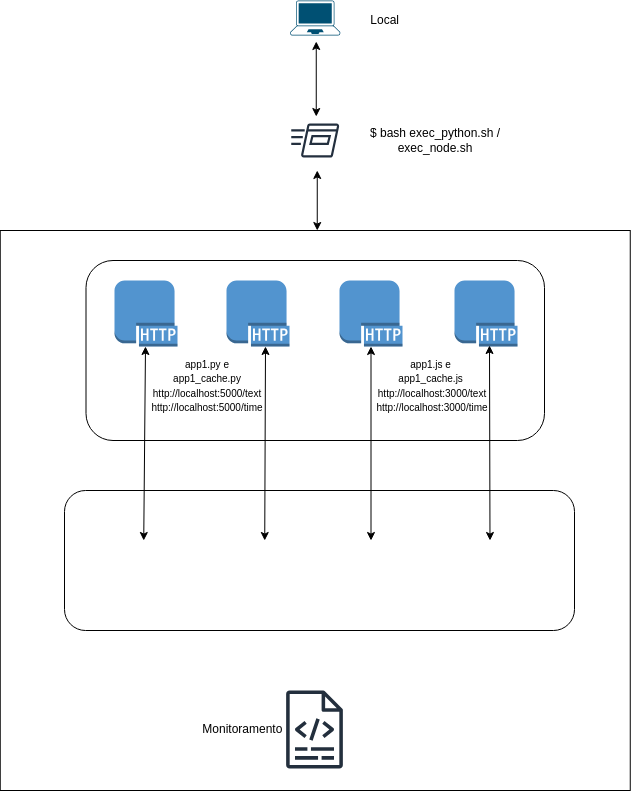 Local
$ bash exec_python.sh /
exec_node.sh
HTTP HTTP HTTP HTTP
app1.py e
app1_cache.py
http://localhost:5000/text
http://localhost:5000/time
app1.js e
app1_cache.js
http://localhost:3000/text
http://localhost:3000/time
Monitoramento